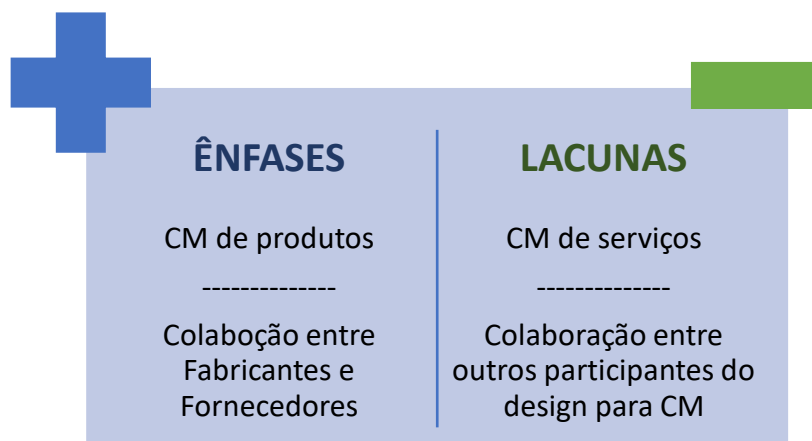 ÊNFASES
CM de produtos
--------------
Colaboção entre
Fabricantes e
Fornecedores
LACUNAS
CM de serviços
--------------
Colaboração entre
outros participantes do
design para CM